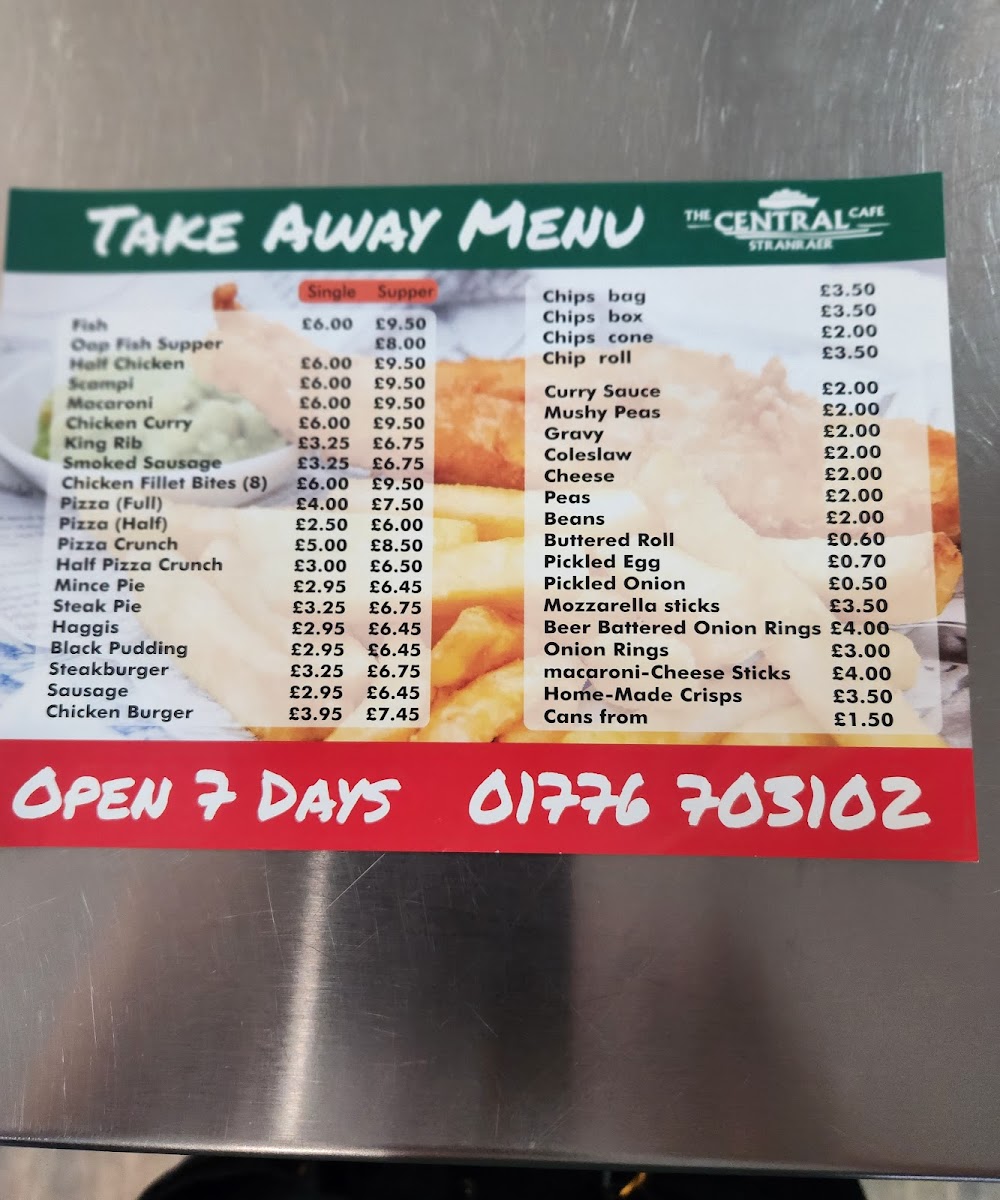 TAKE AWAY MENU
THE CENTRAL CAFE
STRANRAER
Single Supper
Fish £6.00 £9.50
Oap Fish Supper £8.00
Half Chicken £6.00 £9.50
Scampi £6.00 £9.50
Macaroni £6.00 £9.50
Chicken Curry £6.00 £9.50
King Rib £3.25 £6.75
Smoked Sausage £3.25 £6.75
Chicken Fillet Bites (8) £6.00 £9.50
Pizza (Full) £4.00 £7.50
Pizza (Half) £2.50 £6.00
Pizza Crunch £5.00 £8.50
Half Pizza Crunch £3.00 £6.50
Mince Pie £2.95 £6.45
Steak Pie £3.25 £6.75
Haggis £2.95 £6.45
Black Pudding £2.95 £6.45
Steakburger £3.25 £6.75
Sausage £2.95 £6.45
Chicken Burger £3.95 £7.45
Chips bag £3.50
Chips box £3.50
Chips cone £2.00
Chip roll £3.50
Curry Sauce £2.00
Mushy Peas £2.00
Gravy £2.00
Coleslaw £2.00
Cheese £2.00
Peas £2.00
Beans £2.00
Buttered Roll £0.60
Pickled Egg £0.70
Pickled Onion £0.50
Mozzarella sticks £3.50
Beer Battered Onion Rings £4.00
Onion Rings £3.00
macaroni-Cheese Sticks £4.00
Home-Made Crisps £3.50
Cans from £1.50
OPEN 7 DAYS 01776 703102